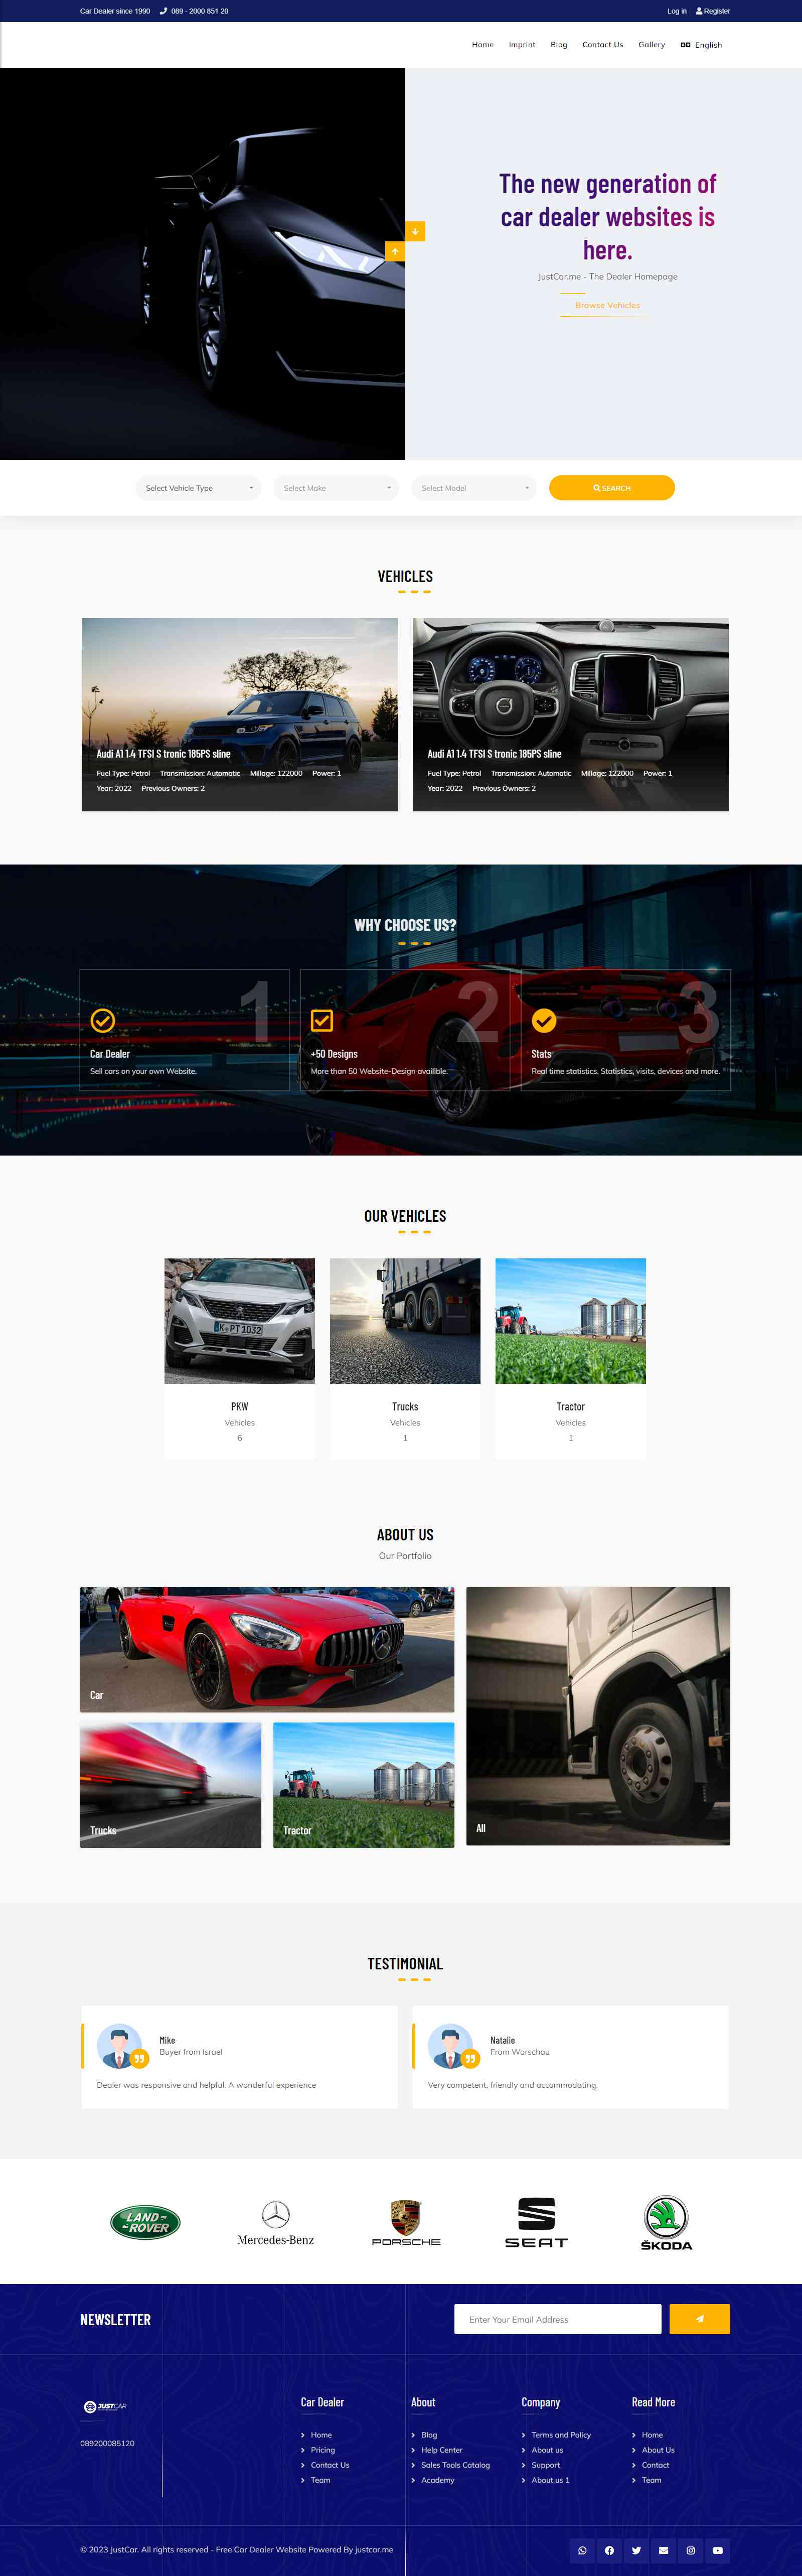 Car Dealer since 1990 089 - 2000 851 20 Log in Register
Home Imprint Blog Contact Us Gallery English
The new generation of
car dealer websites is
here.
JustCar.me - The Dealer Homepage
Browse Vehicles
Select Vehicle Type Select Make Select Model SEARCH
VEHICLES
Audi A1 1.4 TFSI S tronic 185PS sline
Fuel Type: Petrol Transmission: Automatic Millage: 122000 Power: 1
Year: 2022 Previous Owners: 2
Audi A1 1.4 TFSI S tronic 185PS sline
Fuel Type: Petrol Transmission: Automatic Millage: 122000 Power: 1
Year: 2022 Previous Owners: 2
WHY CHOOSE US?
1
Car Dealer
Sell cars on your own Website.
2
+50 Designs
More than 50 Website-Design availible.
3
Stats
Real time statistics. Statistics, visits, devices and more.
OUR VEHICLES
K PT 1032
PKW
Vehicles
6
Trucks
Vehicles
1
Tractor
Vehicles
1
ABOUT US
Our Portfolio
Car
Trucks
Tractor
All
TESTIMONIAL
Mike
Buyer from Israel
Dealer was responsive and helpful. A wonderful experience
Natalie
From Warschau
Very competent, friendly and accommodating.
LAND
ROVER
Mercedes-Benz
PORSCHE
SEAT
ŠKODA
NEWSLETTER
Enter Your Email Address
JUSTCAR
089200085120
Car Dealer
Home
Pricing
Contact Us
Team
About
Blog
Help Center
Sales Tools Catalog
Academy
Company
Terms and Policy
About us
Support
About us 1
Read More
Home
About Us
Contact
Team
© 2023 JustCar. All rights reserved - Free Car Dealer Website Powered By justcar.me